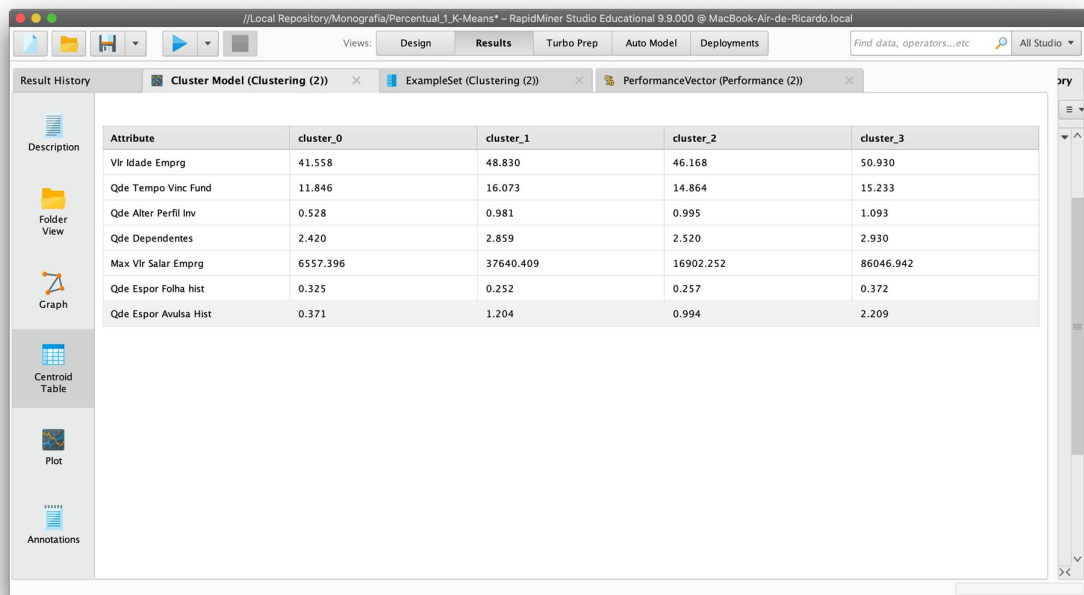 //Local Repository/Monografia/Percentual_1_K-Means* – RapidMiner Studio Educational 9.9.000 @ MacBook-Air-de-Ricardo.local
Views: Design Results Turbo Prep Auto Model Deployments Find data, operators...etc All Studio
Result History Cluster Model (Clustering (2)) ExampleSet (Clustering (2)) PerformanceVector (Performance (2)) ory
Description
Folder
View
Graph
Centroid
Table
Plot
Annotations
Attribute cluster_0 cluster_1 cluster_2 cluster_3
Vlr Idade Emprg 41.558 48.830 46.168 50.930
Qde Tempo Vinc Fund 11.846 16.073 14.864 15.233
Qde Alter Perfil Inv 0.528 0.981 0.995 1.093
Qde Dependentes 2.420 2.859 2.520 2.930
Max Vlr Salar Emprg 6557.396 37640.409 16902.252 86046.942
Qde Espor Folha hist 0.325 0.252 0.257 0.372
Qde Espor Avulsa Hist 0.371 1.204 0.994 2.209